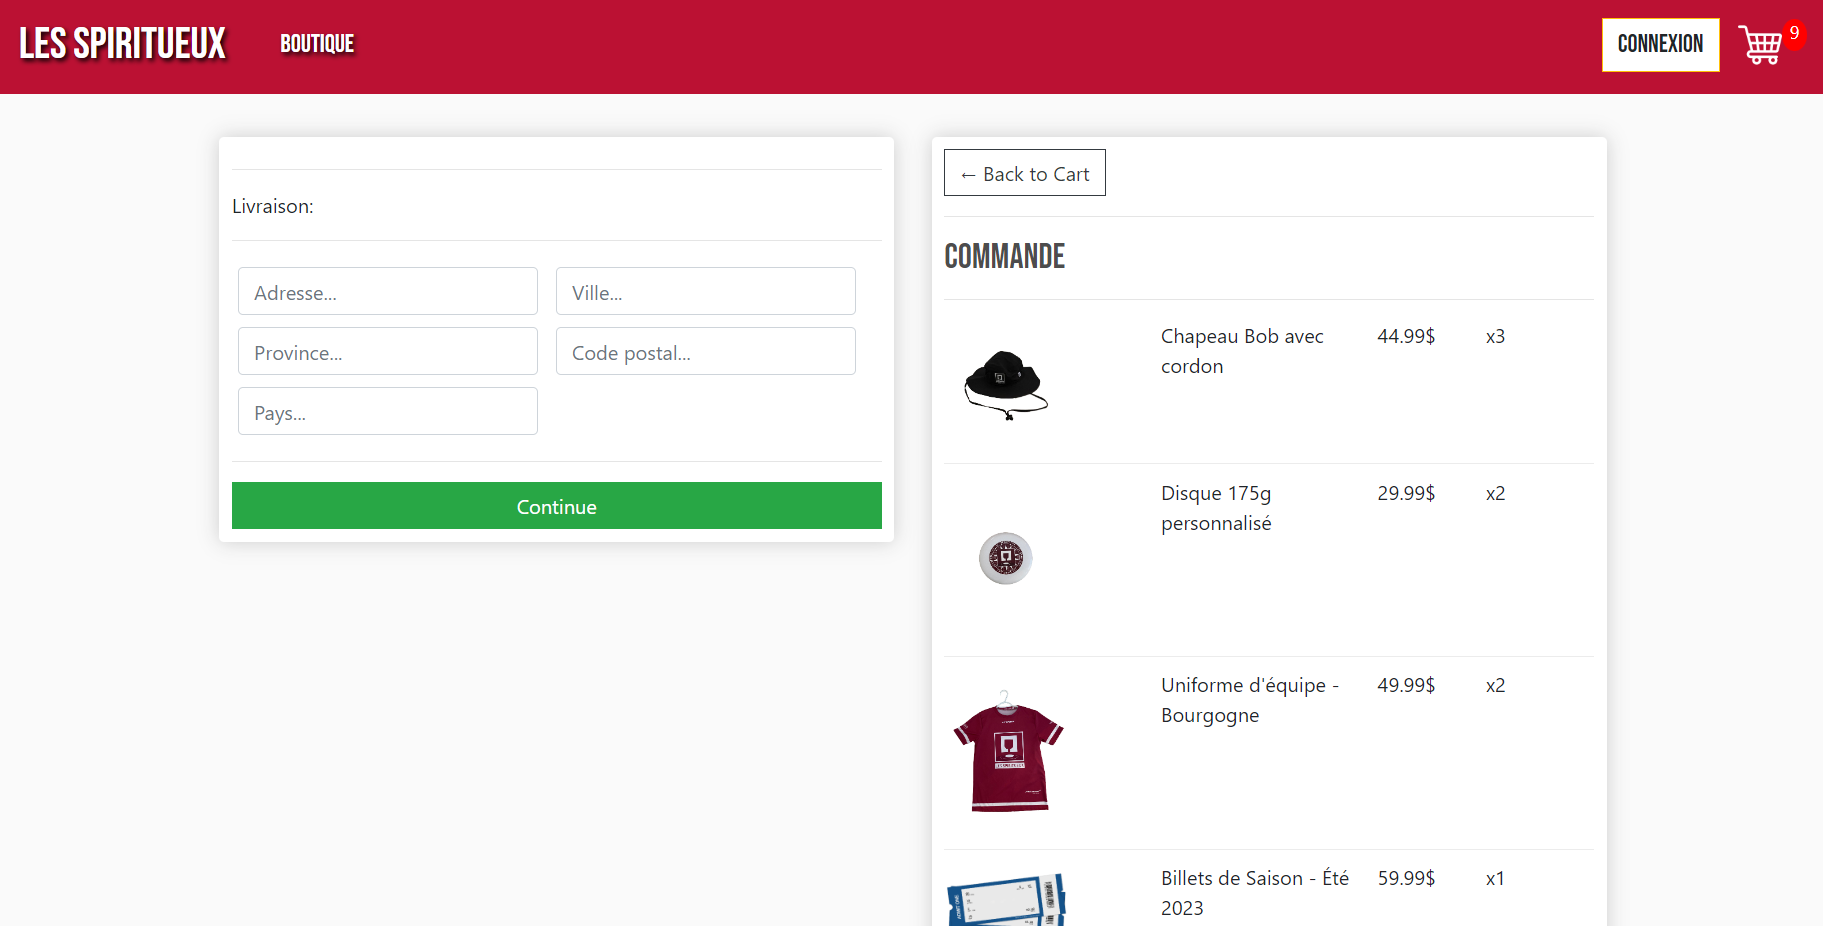 LES SPIRITUEUX
BOUTIQUE
CONNEXION
9
Livraison:
Adresse...
Ville...
Province...
Code postal...
Pays...
Continue
← Back to Cart
COMMANDE
Chapeau Bob avec
cordon
44.99$
x3
Disque 175g
personnalisé
29.99$
x2
Uniforme d'équipe -
Bourgogne
49.99$
x2
LES SPIRITUEUX
Billets de Saison - Été
2023
59.99$
x1